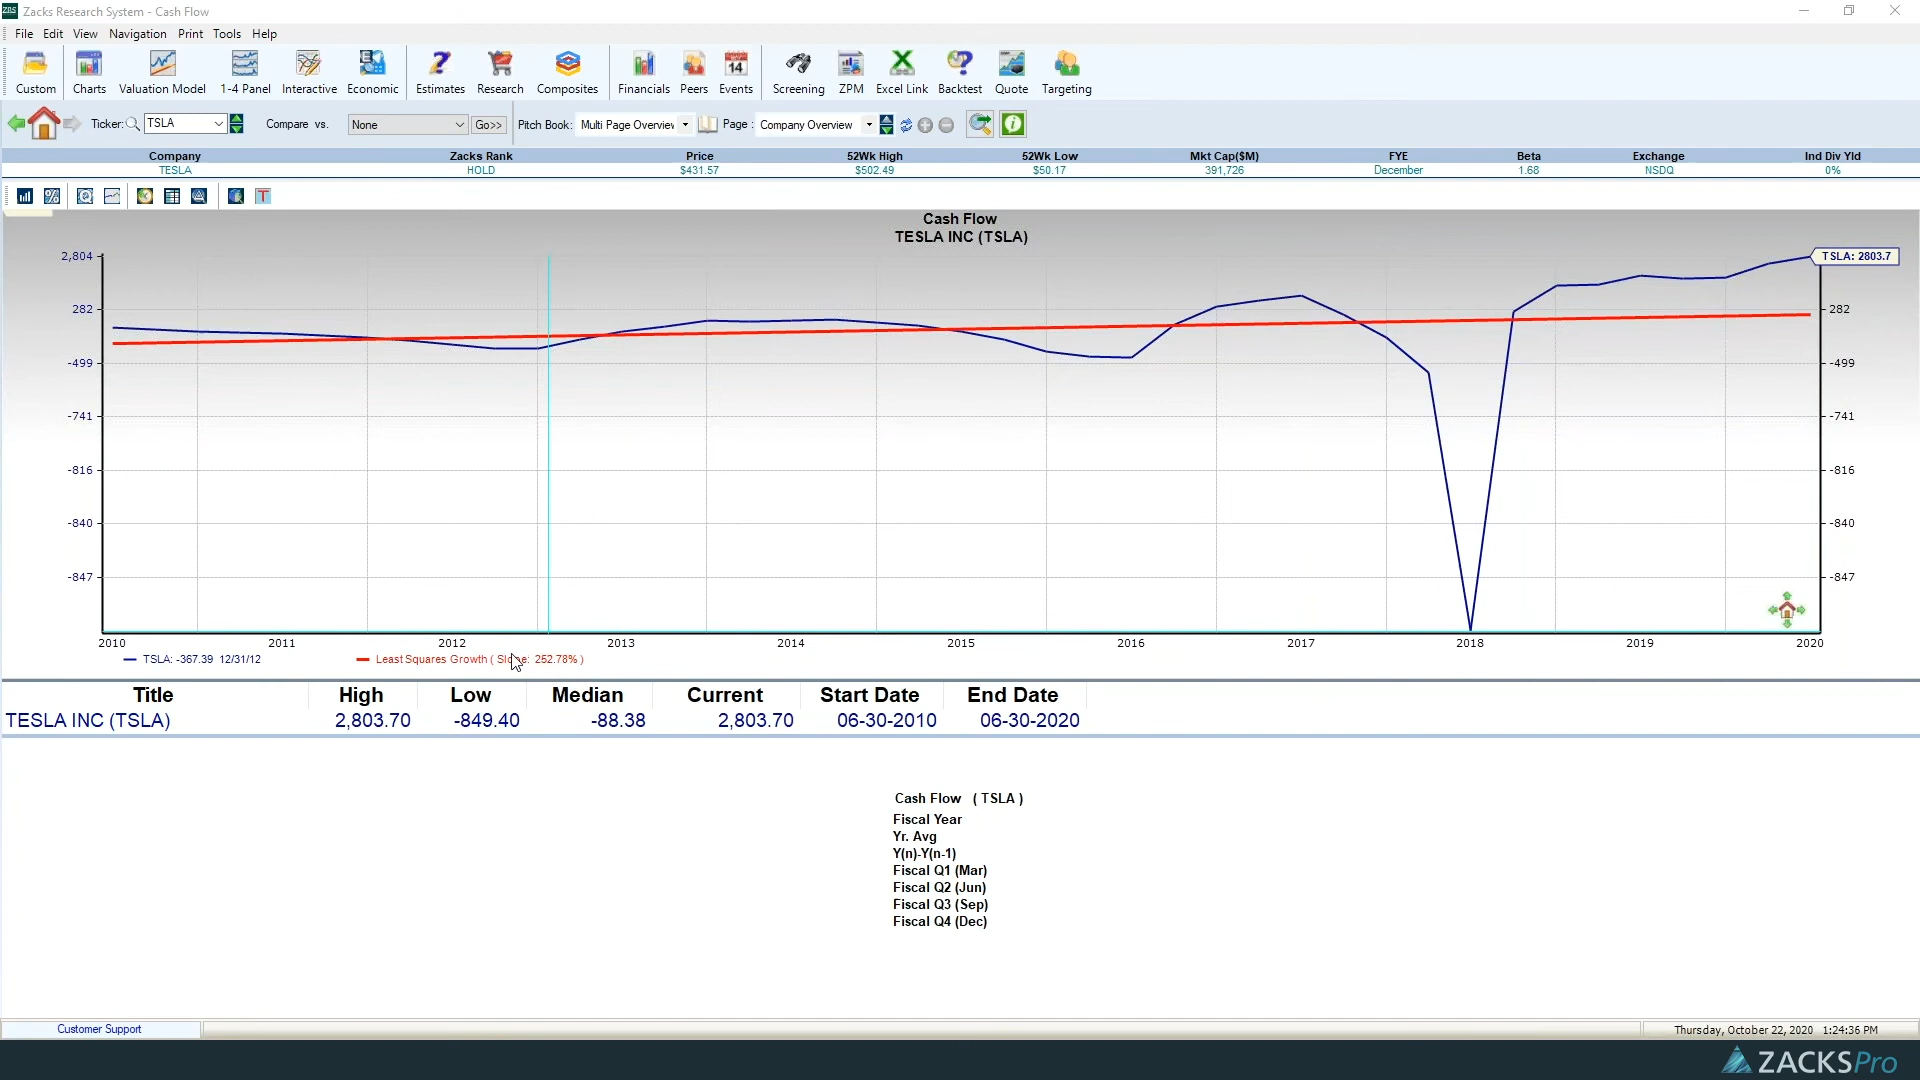 ZRS Zacks Research System - Cash Flow
File Edit View Navigation Print Tools Help
14
Custom Charts Valuation Model 1-4 Panel Interactive Economic Estimates Research Composites Financials Peers Events Screening ZPM Excel Link Backtest Quote Targeting
Ticker: TSLA Compare vs. None Go>> Pitch Book: Multi Page Overview Page : Company Overview
Company Zacks Rank Price 52Wk High 52Wk Low Mkt Cap($M) FYE Beta Exchange Ind Div Yld
TESLA HOLD $431.57 $502.49 $50.17 391,726 December 1.68 NSDQ 0%
T
Cash Flow
TESLA INC (TSLA)
2,804 TSLA: 2803.7
282 282
-499 -499
-741 -741
-816 -816
-840 -840
-847 -847
2010 2011 2012 2013 2014 2015 2016 2017 2018 2019 2020
TSLA: -367.39 12/31/12 Least Squares Growth ( Slope: 252.78% )
Title High Low Median Current Start Date End Date
TESLA INC (TSLA) 2,803.70 -849.40 -88.38 2,803.70 06-30-2010 06-30-2020
Cash Flow ( TSLA )
Fiscal Year
Yr. Avg
Y(n)-Y(n-1)
Fiscal Q1 (Mar)
Fiscal Q2 (Jun)
Fiscal Q3 (Sep)
Fiscal Q4 (Dec)
Customer Support Thursday, October 22, 2020 1:24:36 PM
ZACKSPro